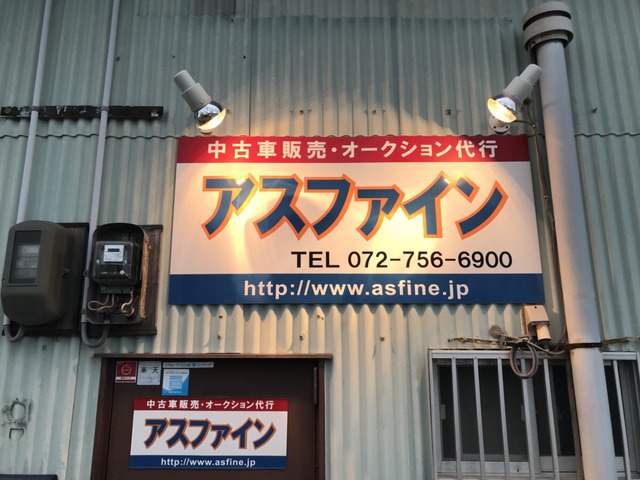 中古車販売・オークション代行
アスファイン
TEL 072-756-6900
http://www.asfine.jp
楽天
中古車販売・オークション代行
アスファイン
http://www.asfine.jp